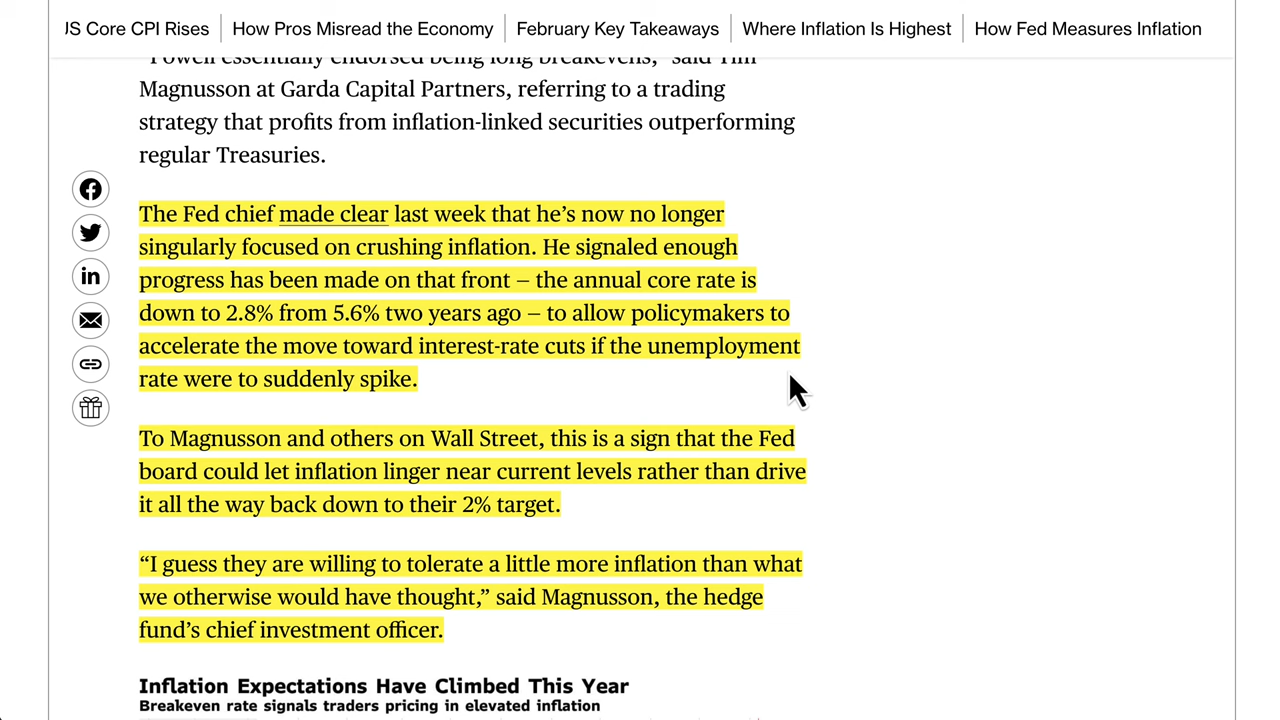 JS Core CPI Rises
How Pros Misread the Economy
February Key Takeaways
Where Inflation Is Highest
How Fed Measures Inflation
"Powell essentially endorsed being long breakevens," said Tim
Magnusson at Garda Capital Partners, referring to a trading
strategy that profits from inflation-linked securities outperforming
regular Treasuries.
The Fed chief made clear last week that he’s now no longer
singularly focused on crushing inflation. He signaled enough
progress has been made on that front – the annual core rate is
down to 2.8% from 5.6% two years ago – to allow policymakers to
accelerate the move toward interest-rate cuts if the unemployment
rate were to suddenly spike.
To Magnusson and others on Wall Street, this is a sign that the Fed
board could let inflation linger near current levels rather than drive
it all the way back down to their 2% target.
“I guess they are willing to tolerate a little more inflation than what
we otherwise would have thought,” said Magnusson, the hedge
fund’s chief investment officer.
Inflation Expectations Have Climbed This Year
Breakeven rate signals traders pricing in elevated inflation